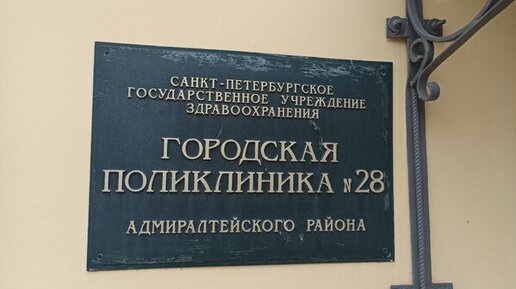 САНКТ-ПЕТЕРБУРГСКОЕ
ГОСУДАРСТВЕННОЕ УЧРЕЖДЕНИЕ
ЗДРАВООХРАНЕНИЯ
ГОРОДСКАЯ
ПОЛИКЛИНИКА №28
АДМИРАЛТЕЙСКОГО РАЙОНА